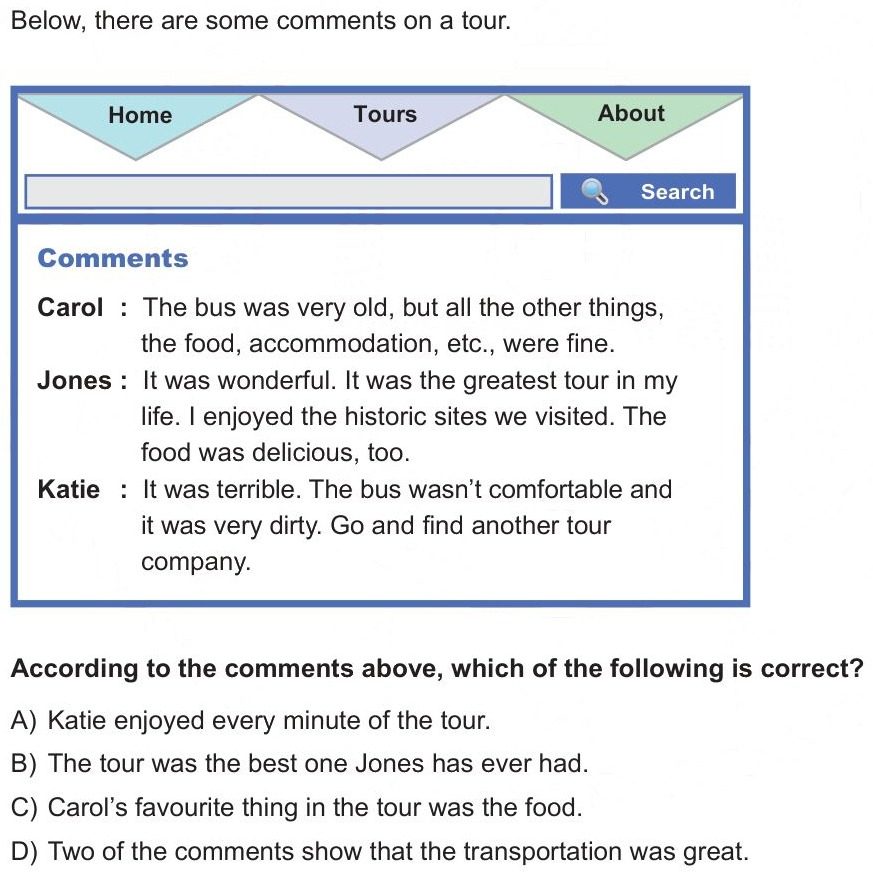 Below, there are some comments on a tour.
Home Tours About
Search
Comments
Carol : The bus was very old, but all the other things,
the food, accommodation, etc., were fine.
Jones : It was wonderful. It was the greatest tour in my
life. I enjoyed the historic sites we visited. The
food was delicious, too.
Katie : It was terrible. The bus wasn’t comfortable and
it was very dirty. Go and find another tour
company.
According to the comments above, which of the following is correct?
A) Katie enjoyed every minute of the tour.
B) The tour was the best one Jones has ever had.
C) Carol’s favourite thing in the tour was the food.
D) Two of the comments show that the transportation was great.